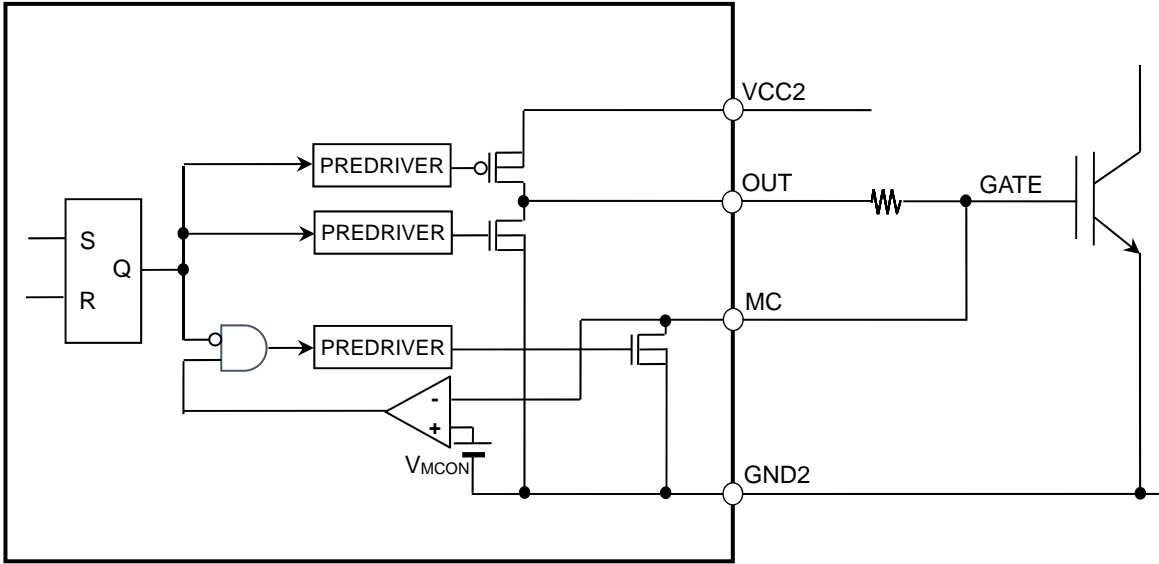 VCC2
PREDRIVER
OUT
GATE
PREDRIVER
S
Q
R
MC
PREDRIVER
-
+
VMCON
GND2